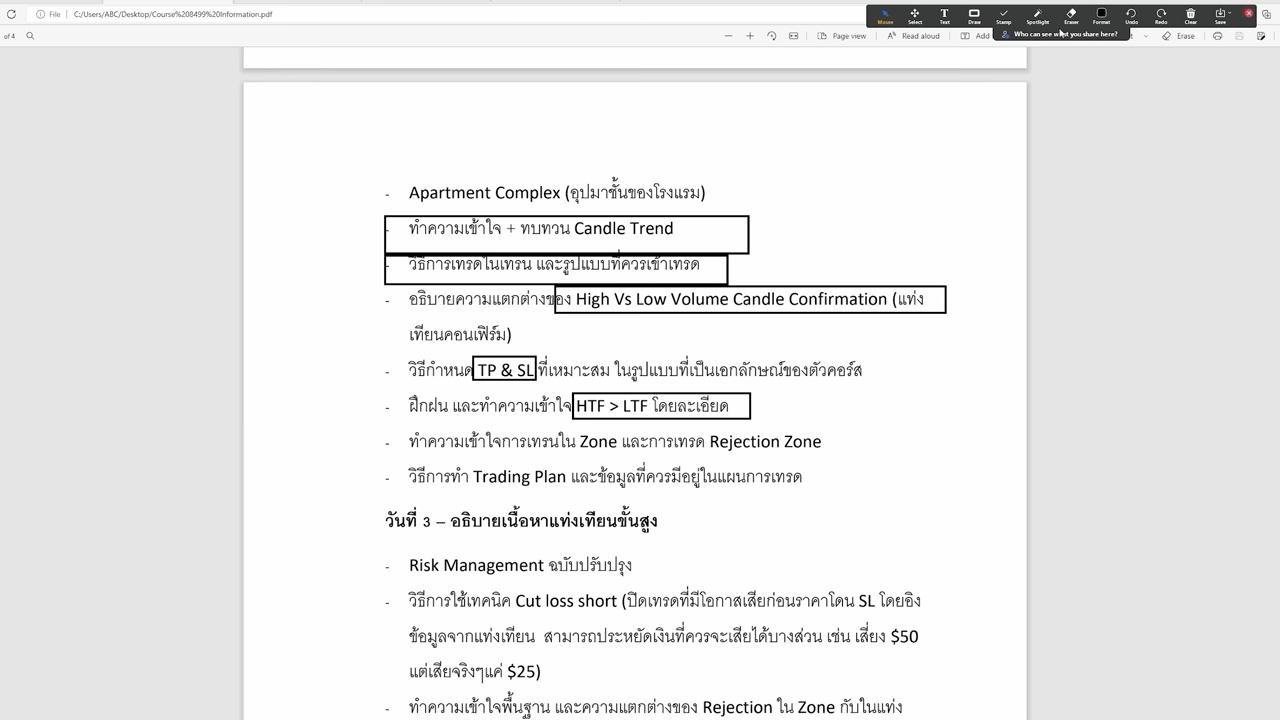 File C:/Users/ABC/Desktop/Course%208499%20Information.pdf
Mouse Select Text Draw Stamp Spotlight Eraser Format Undo Redo Clear Save
Who can see what you share here?
of 4 Page view Read aloud Add Erase
- Apartment Complex (อุปมาชั้นของโรงแรม)
- ทำความเข้าใจ + ทบทวน Candle Trend
- วิธีการเทรดในเทรน และรูปแบบที่ควรเข้าเทรด
- อธิบายความแตกต่างของ High Vs Low Volume Candle Confirmation (แท่ง
เทียนคอนเฟิร์ม)
- วิธีกำหนด TP & SL ที่เหมาะสม ในรูปแบบที่เป็นเอกลักษณ์ของตัวคอร์ส
- ฝึกฝน และทำความเข้าใจ HTF > LTF โดยละเอียด
- ทำความเข้าใจการเทรนใน Zone และการเทรด Rejection Zone
- วิธีการทำ Trading Plan และข้อมูลที่ควรมีอยู่ในแผนการเทรด
วันที่ 3 – อธิบายเนื้อหาแท่งเทียนขั้นสูง
- Risk Management ฉบับปรับปรุง
- วิธีการใช้เทคนิค Cut loss short (ปิดเทรดที่มีโอกาสเสียก่อนราคาโดน SL โดยอิง
ข้อมูลจากแท่งเทียน สามารถประหยัดเงินที่ควรจะเสียได้บางส่วน เช่น เสี่ยง $50
แต่เสียจริงๆแค่ $25)
- ทำความเข้าใจพื้นฐาน และความแตกต่างของ Rejection ใน Zone กับในแท่ง